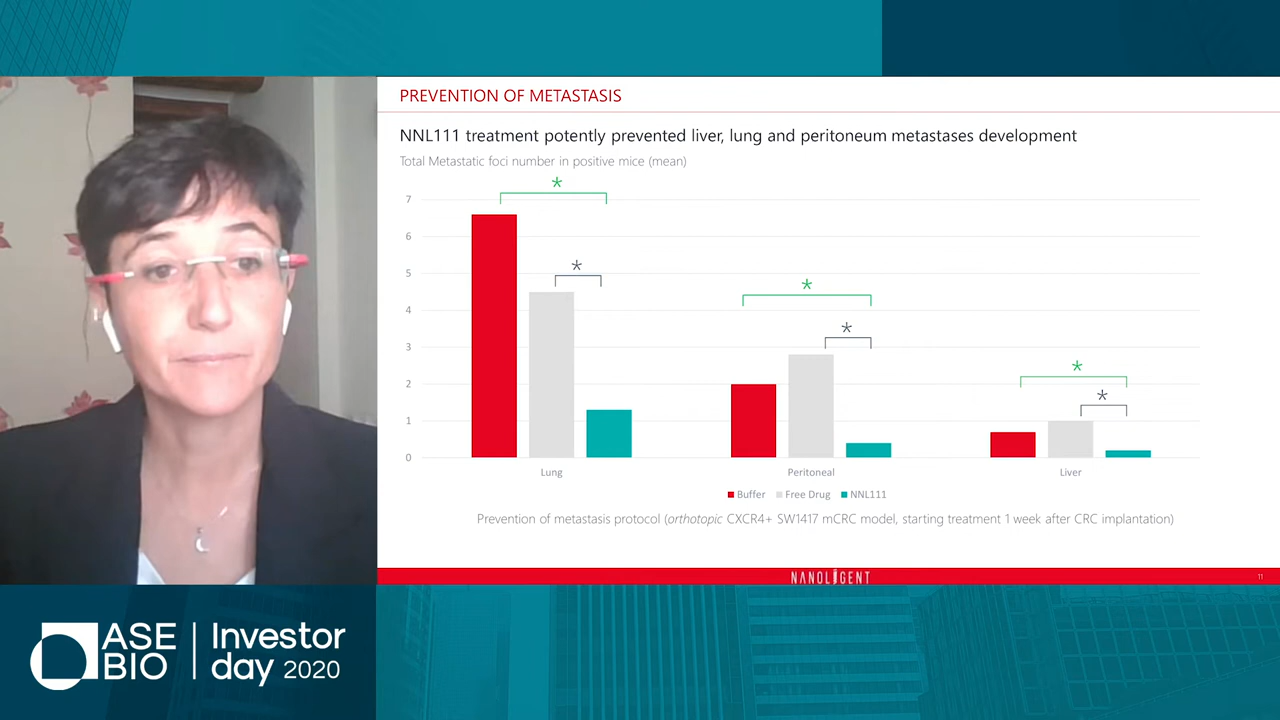 PREVENTION OF METASTASIS
NNL111 treatment potently prevented liver, lung and peritoneum metastases development
Total Metastatic foci number in positive mice (mean)
7
6
5
4
3
2
1
0
*
*
*
*
*
*
Lung
Peritoneal
Liver
Buffer
Free Drug
NNL111
Prevention of metastasis protocol (orthotopic CXCR4+ SW1417 mCRC model, starting treatment 1 week after CRC implantation)
NANOLIGENT
11
ASE
BIO
Investor
day 2020